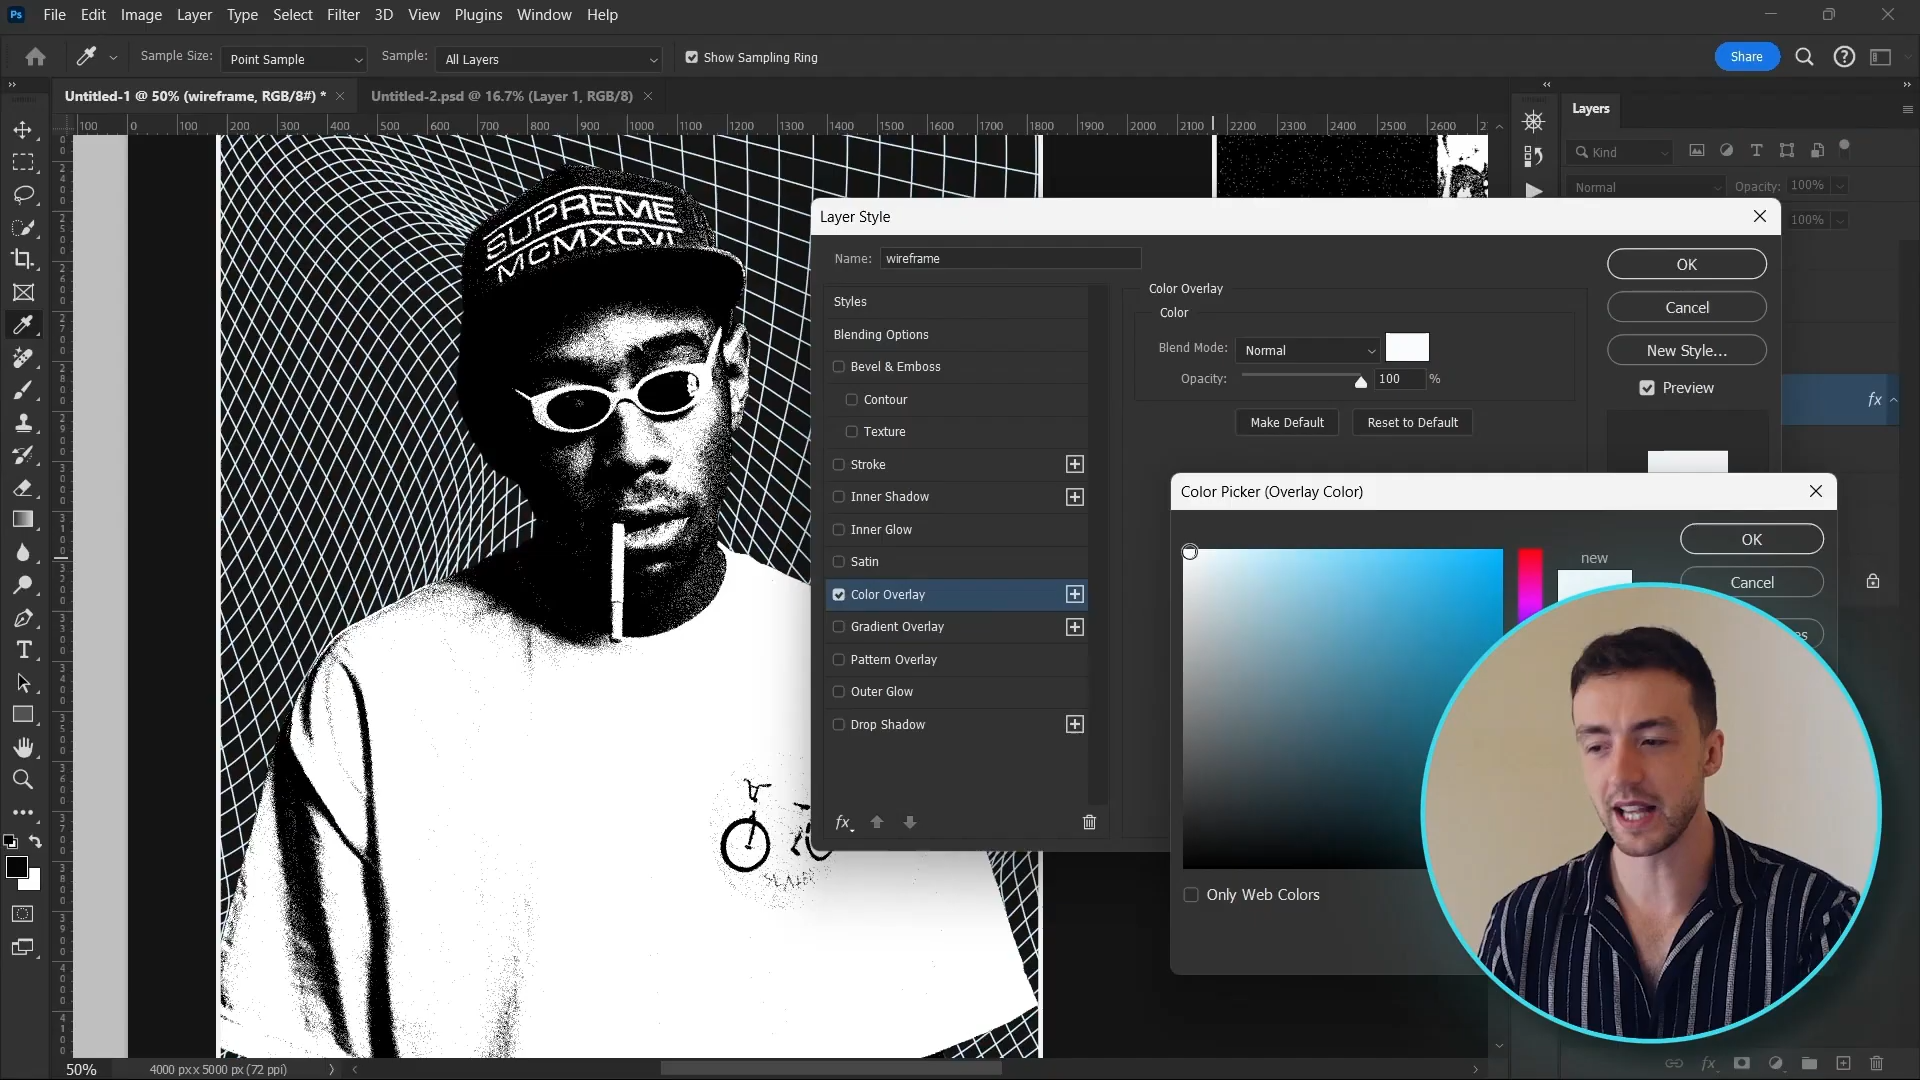 Ps File Edit Image Layer Type Select Filter 3D View Plugins Window Help
Sample Size: Point Sample Sample: All Layers Show Sampling Ring Share
Untitled-1 @ 50% (wireframe, RGB/8#) * Untitled-2.psd @ 16.7% (Layer 1, RGB/8) Layers
100 0 100 200 300 400 500 600 700 800 900 1000 1100 1200 1300 1400 1500 1600 1700 1800 1900 2000 2100 2200 2300 2400 2500 2600
Kind
Normal Opacity: 100%
100%
SUPREME
MCMXCVI
Layer Style
Name: wireframe
Styles
Blending Options
Bevel & Emboss
Contour
Texture
Stroke
Inner Shadow
Inner Glow
Satin
Color Overlay
Gradient Overlay
Pattern Overlay
Outer Glow
Drop Shadow
fx
Color Overlay
Color
Blend Mode: Normal
Opacity: 100 %
Make Default Reset to Default
OK
Cancel
New Style...
Preview
fx
Color Picker (Overlay Color)
new
OK
Cancel
Only Web Colors
50% 4000 px x 5000 px (72 ppi)
fx